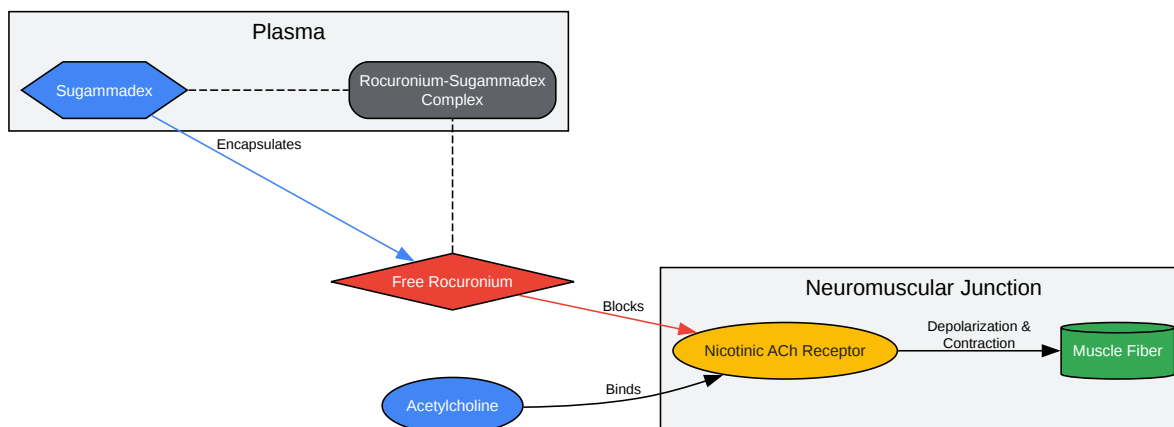 Plasma
Sugammadex
Rocuronium-Sugammadex
Complex
Encapsulates
Free Rocuronium
Blocks
Neuromuscular Junction
Nicotinic ACh Receptor
Depolarization &
Contraction
Muscle Fiber
Binds
Acetylcholine